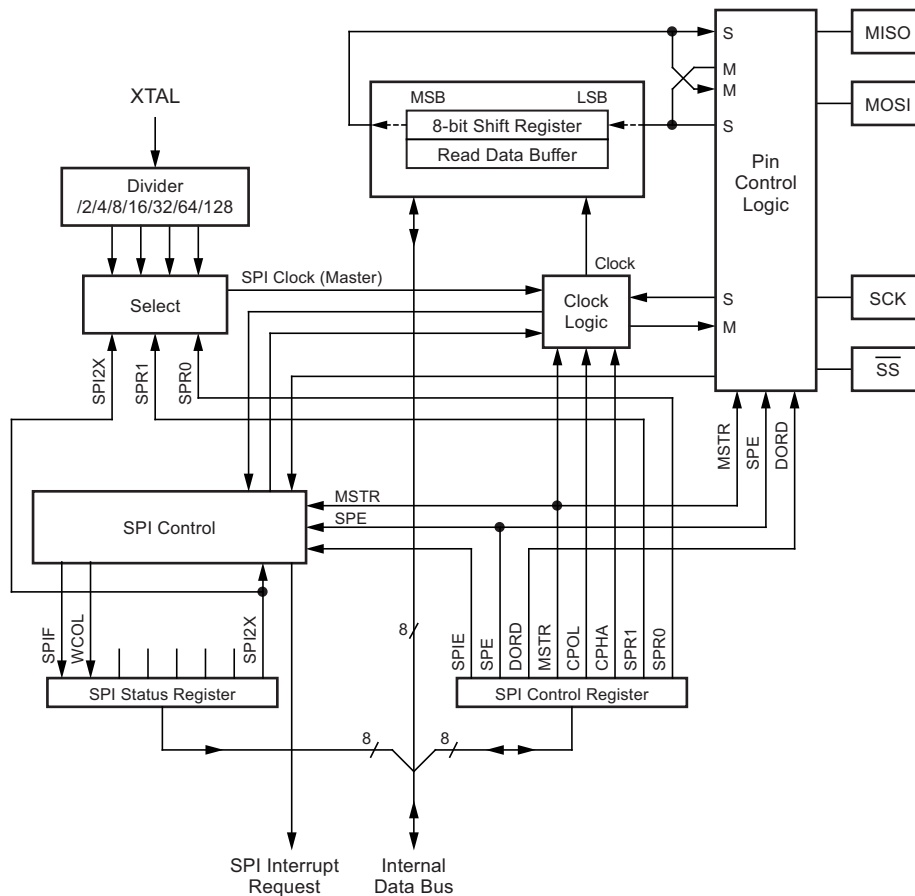 MISO
S
M
M
MOSI
XTAL
MSB
LSB
8-bit Shift Register
S
Read Data Buffer
Pin
Control
Logic
Divider
/2/4/8/16/32/64/128
SPI Clock (Master)
Clock
Select
Clock
Logic
S
M
SCK
SS
SPI2X
SPR1
SPR0
MSTR
SPE
DORD
MSTR
SPE
SPI Control
SPIF
WCOL
SPI2X
8
SPIE
SPE
DORD
MSTR
CPOL
CPHA
SPR1
SPR0
SPI Status Register
SPI Control Register
8
8
SPI Interrupt
Request
Internal
Data Bus